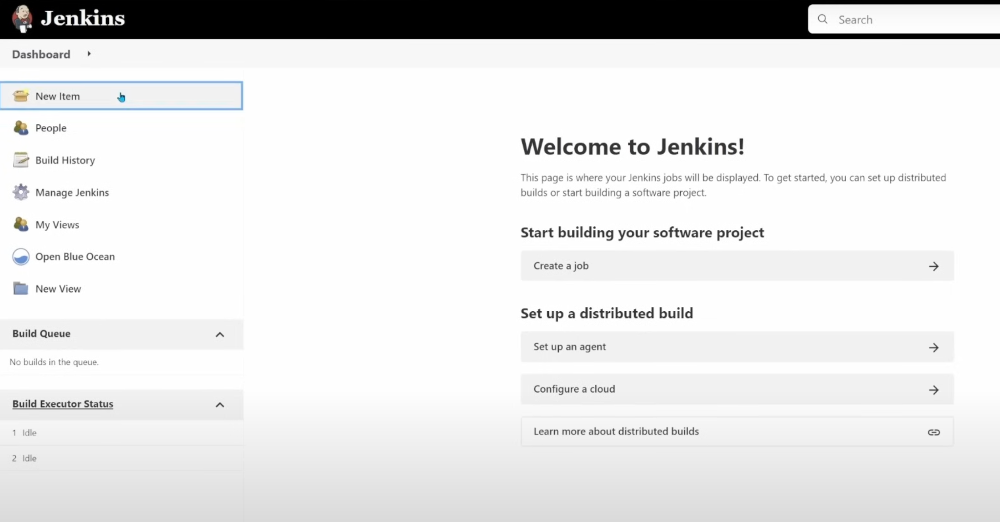 Jenkins
Search
Dashboard
New Item
People
Build History
Manage Jenkins
My Views
Open Blue Ocean
New View
Build Queue
No builds in the queue.
Build Executor Status
1 Idle
2 Idle
Welcome to Jenkins!
This page is where your Jenkins jobs will be displayed. To get started, you can set up distributed
builds or start building a software project.
Start building your software project
Create a job
Set up a distributed build
Set up an agent
Configure a cloud
Learn more about distributed builds